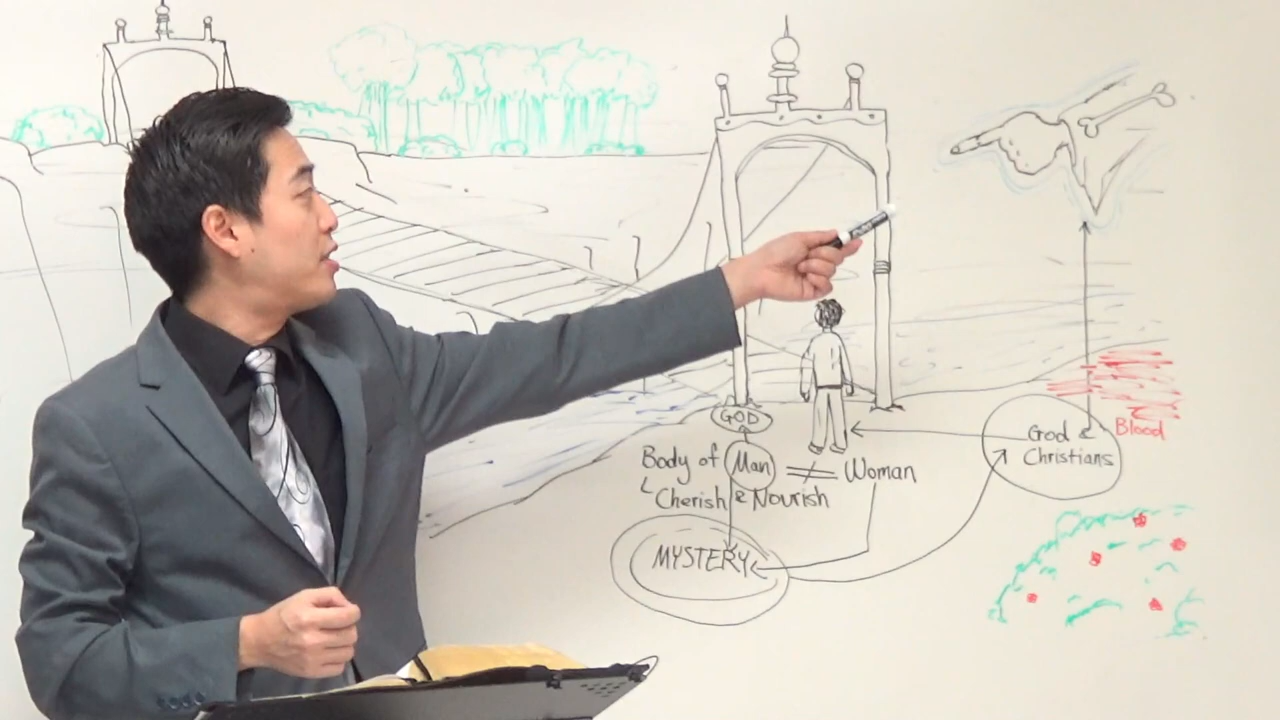 GOD
Body of Man ≠ Woman
Cherish & Nourish
MYSTERY
God &
Christians
Blood